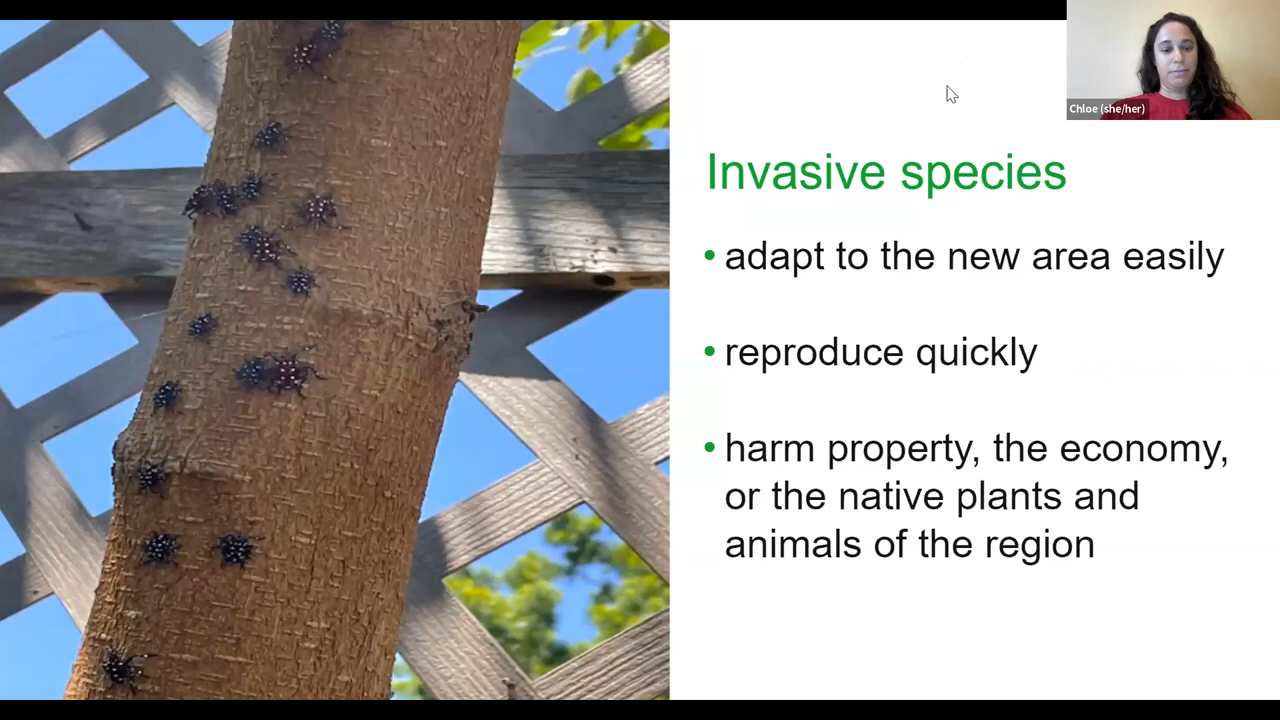 Chloe (she/her)
Invasive species
• adapt to the new area easily
• reproduce quickly
• harm property, the economy,
or the native plants and
animals of the region